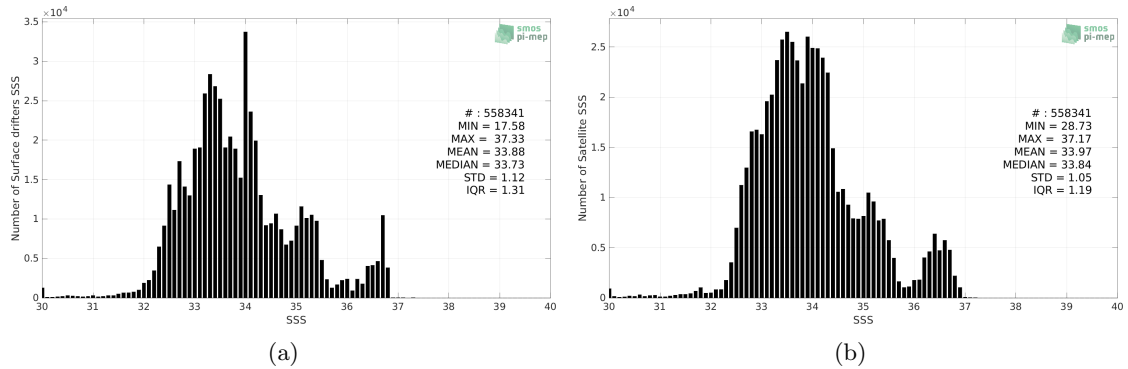 ×10⁴
3.5
3
2.5
2
1.5
1
0.5
0
Number of Surface drifters SSS
30 31 32 33 34 35 36 37 38 39 40
SSS
smos
pi-mep
# : 558341
MIN = 17.58
MAX = 37.33
MEAN = 33.88
MEDIAN = 33.73
STD = 1.12
IQR = 1.31
(a)
×10⁴
2.5
2
1.5
1
0.5
0
Number of Satellite SSS
30 31 32 33 34 35 36 37 38 39 40
SSS
smos
pi-mep
# : 558341
MIN = 28.73
MAX = 37.17
MEAN = 33.97
MEDIAN = 33.84
STD = 1.05
IQR = 1.19
(b)